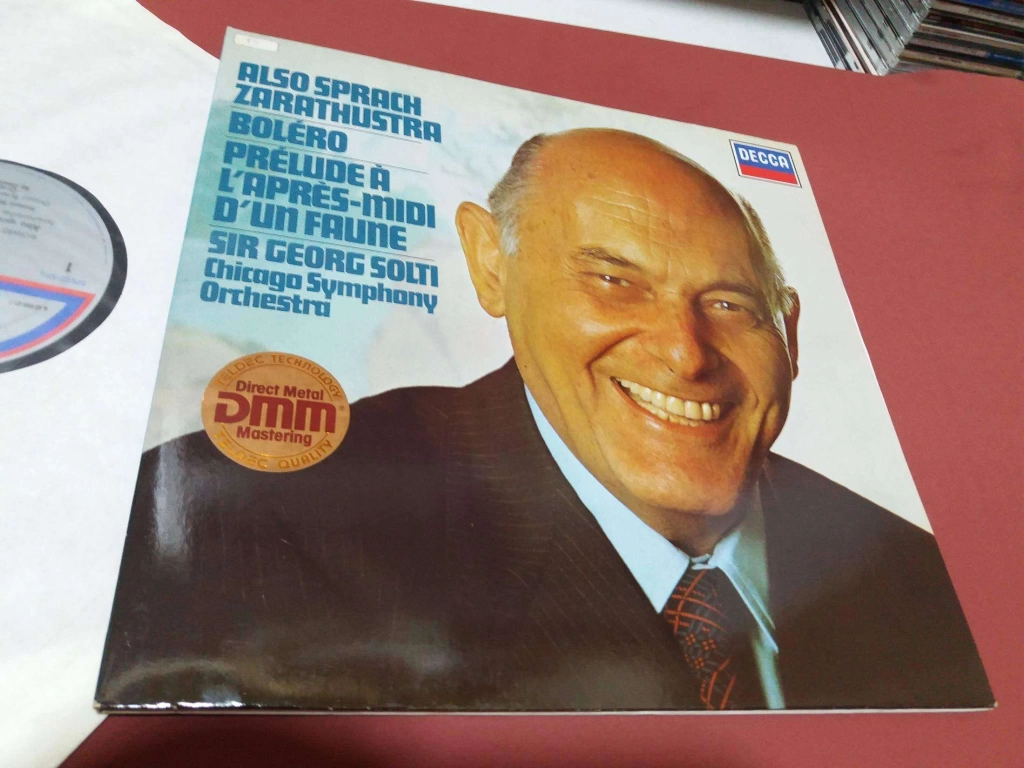 ALSO SPRACH
ZARATHUSTRA
BOLÉRO
PRÉLUDE À
L'APRÈS-MIDI
D'UN FAUNE
SIR GEORG SOLTI
Chicago Symphony
Orchestra
DECCA
TELDEC TECHNOLOGY
Direct Metal
DMM
Mastering
TELDEC QUALITY
1